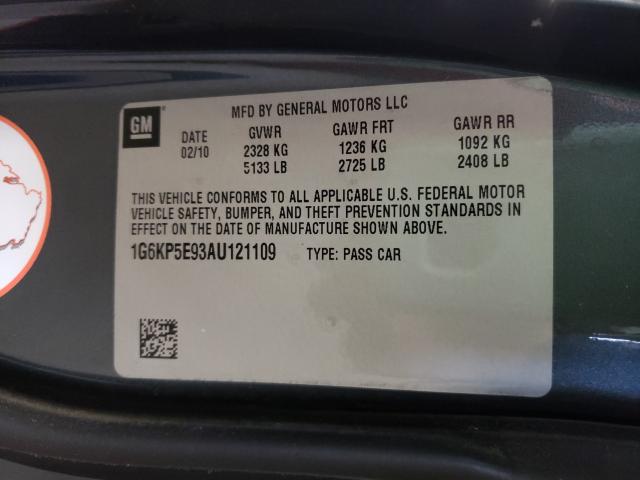 GM
MFD BY GENERAL MOTORS LLC
DATE GVWR GAWR FRT GAWR RR
02/10 2328 KG 1236 KG 1092 KG
5133 LB 2725 LB 2408 LB
THIS VEHICLE CONFORMS TO ALL APPLICABLE U.S. FEDERAL MOTOR
VEHICLE SAFETY, BUMPER, AND THEFT PREVENTION STANDARDS IN
EFFECT ON THE DATE OF MANUFACTURE SHOWN ABOVE.
1G6KP5E93AU121109 TYPE: PASS CAR